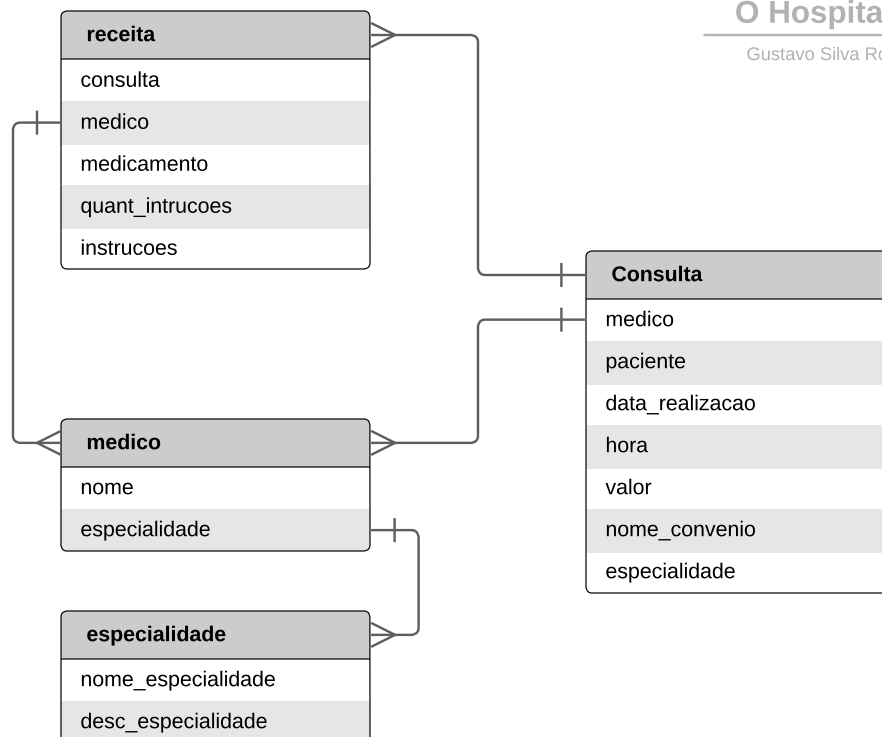 O Hospita
Gustavo Silva Ro
receita
consulta
medico
medicamento
quant_intrucoes
instrucoes
Consulta
medico
paciente
data_realizacao
hora
valor
nome_convenio
especialidade
medico
nome
especialidade
especialidade
nome_especialidade
desc_especialidade